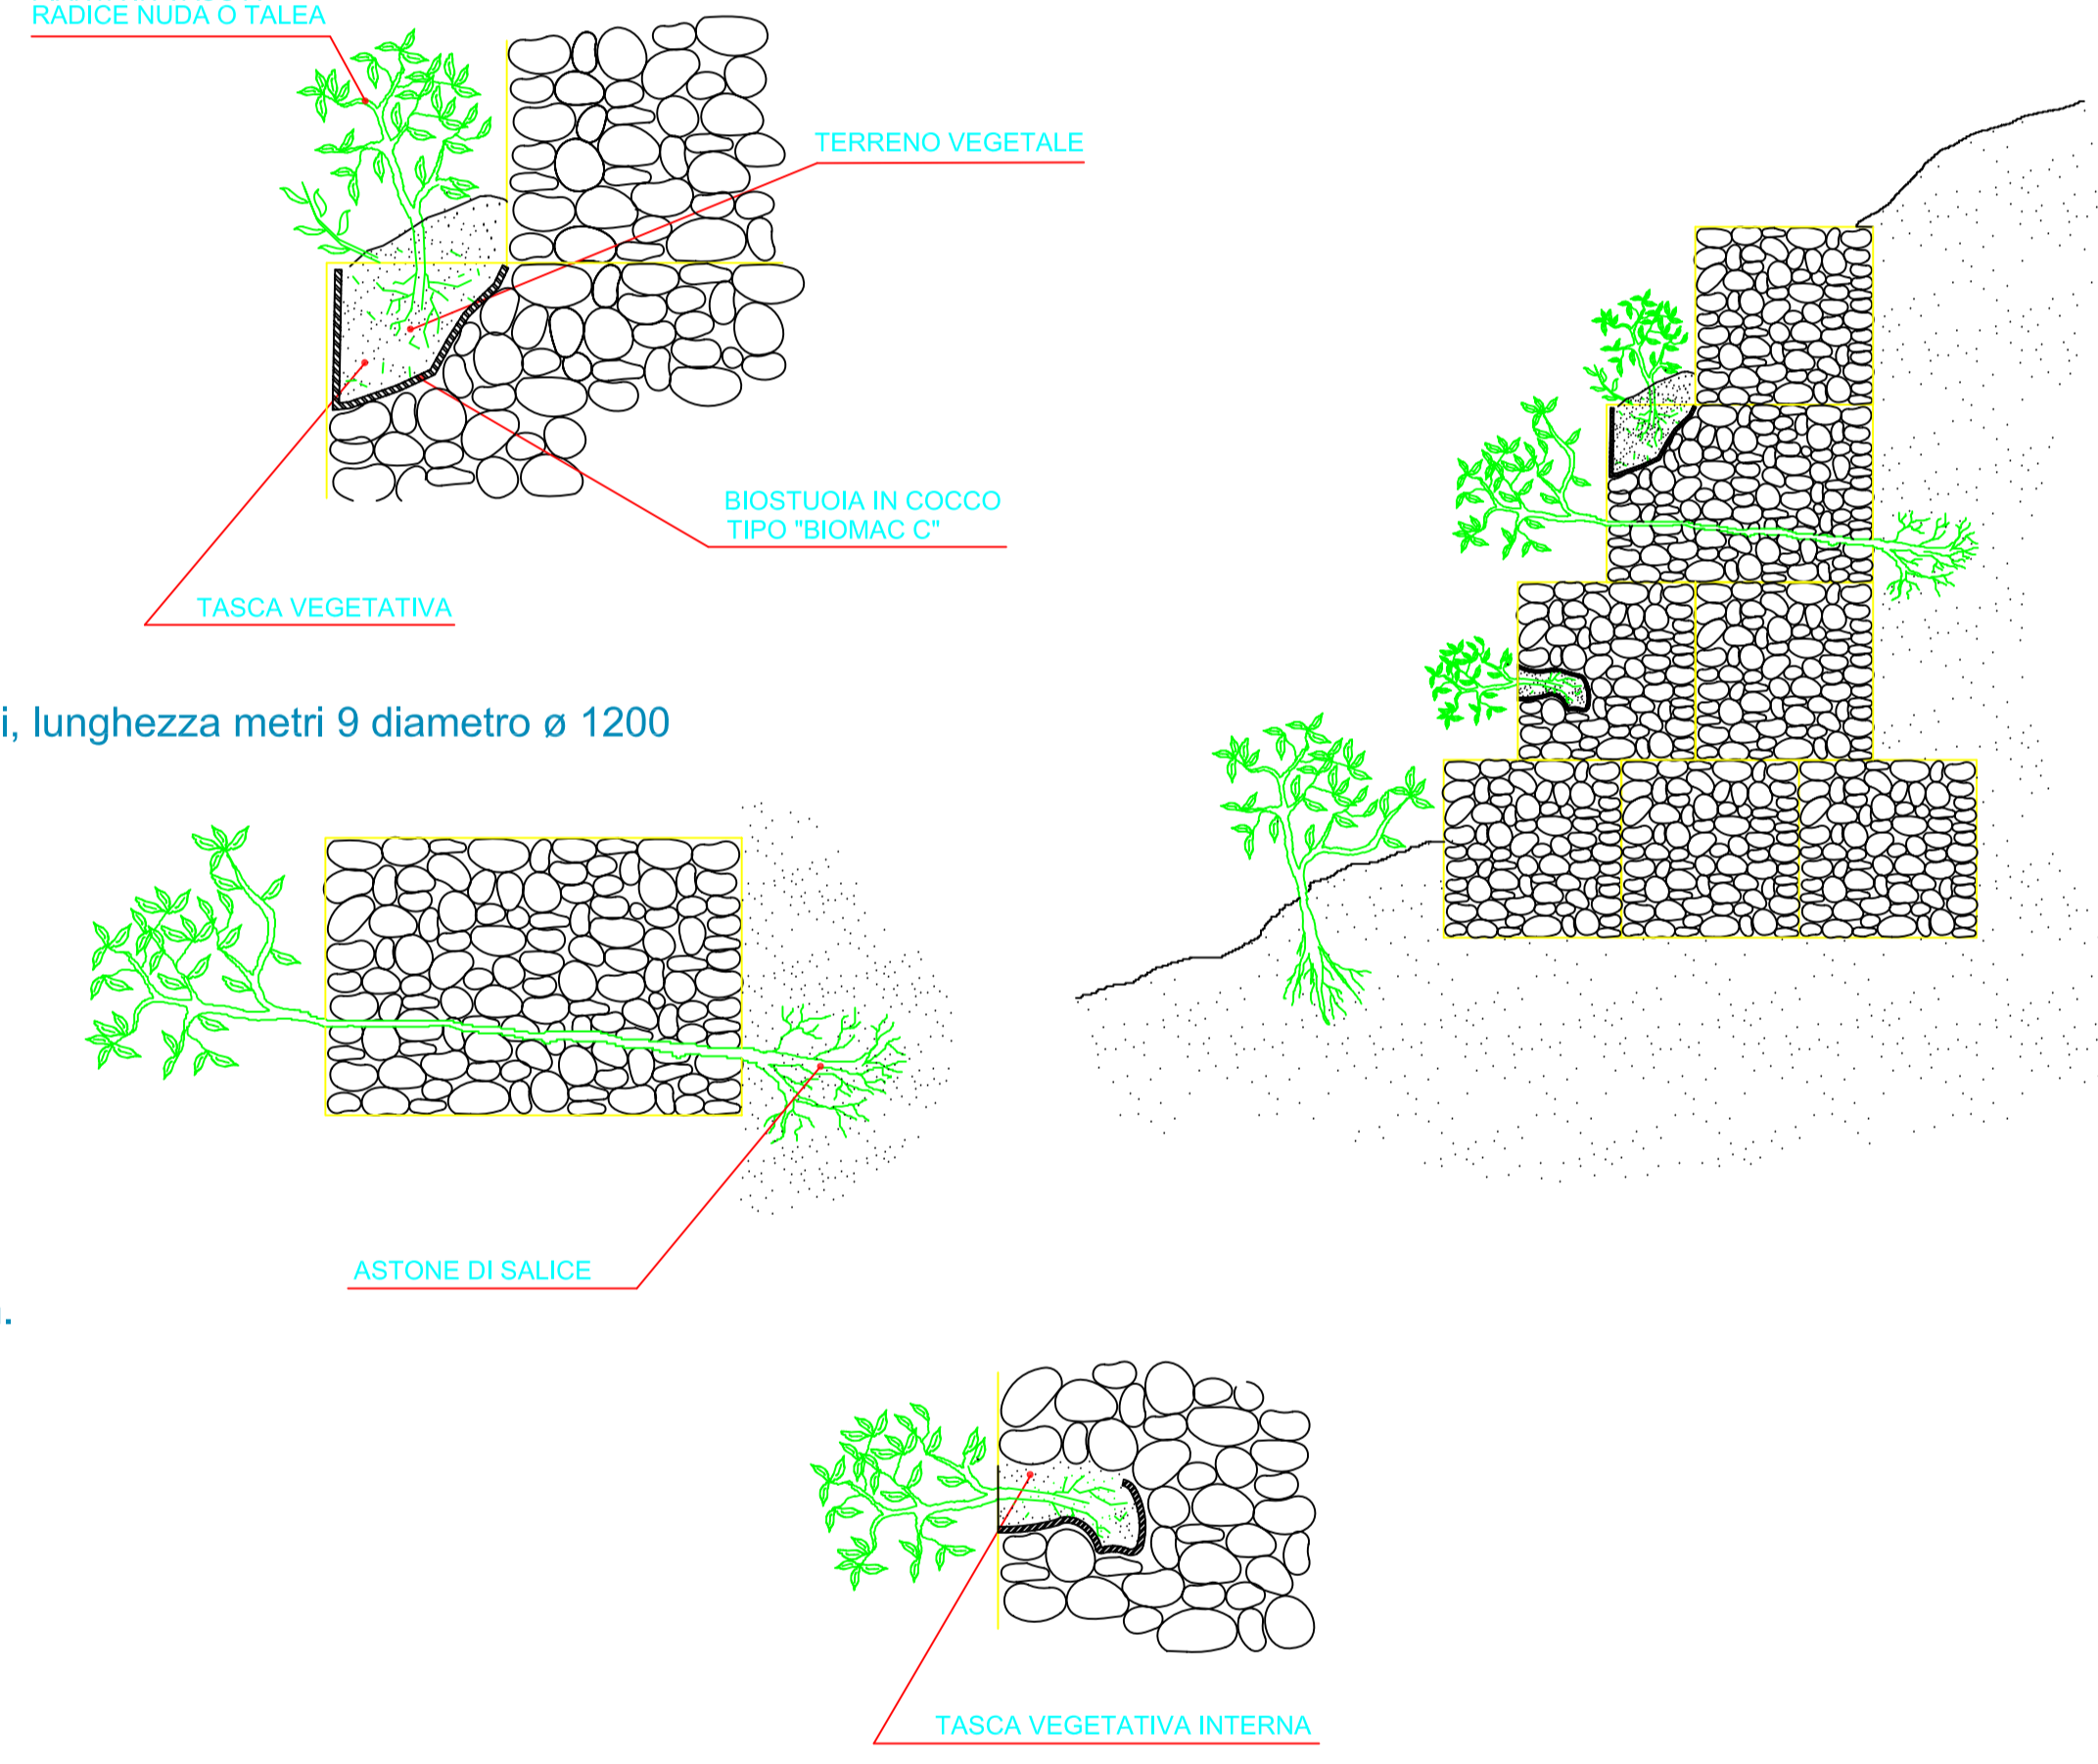 RADICE NUDA O TALEA
TERRENO VEGETALE
BIOSTUOIA IN COCCO
TIPO "BIOMAC C"
TASCA VEGETATIVA
i, lunghezza metri 9 diametro ø 1200
ASTONE DI SALICE
TASCA VEGETATIVA INTERNA